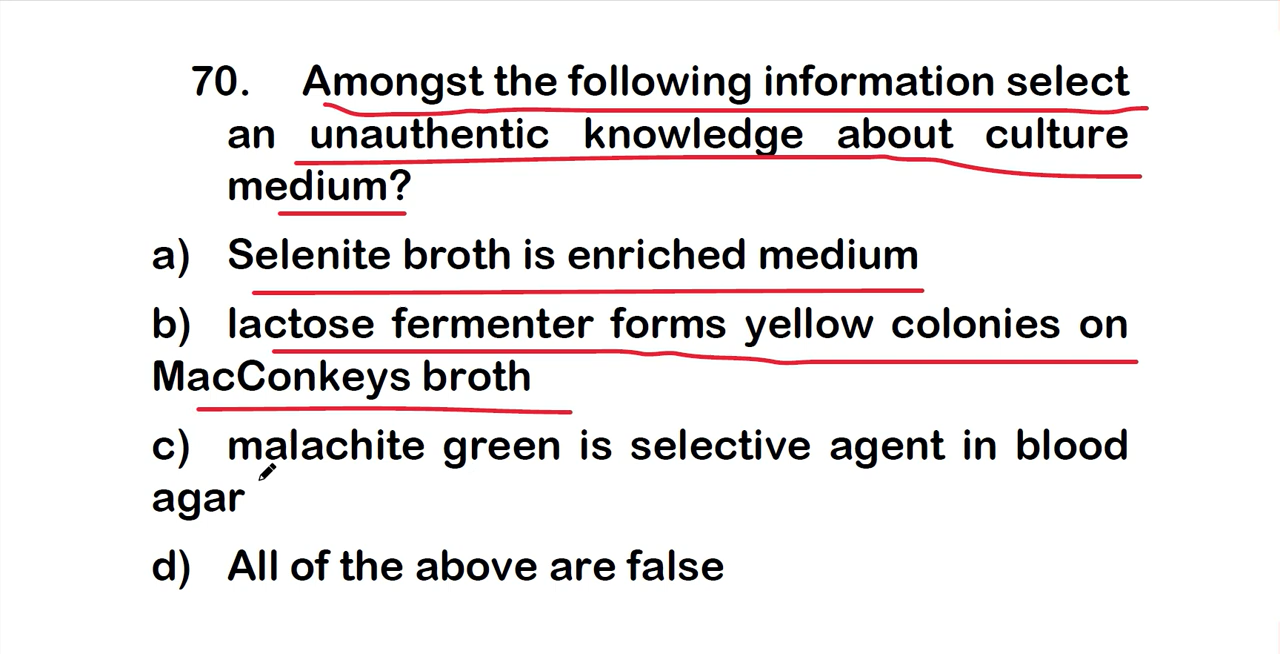 70. Amongst the following information select
an unauthentic knowledge about culture
medium?
a) Selenite broth is enriched medium
b) lactose fermenter forms yellow colonies on
MacConkeys broth
c) malachite green is selective agent in blood
agar
d) All of the above are false